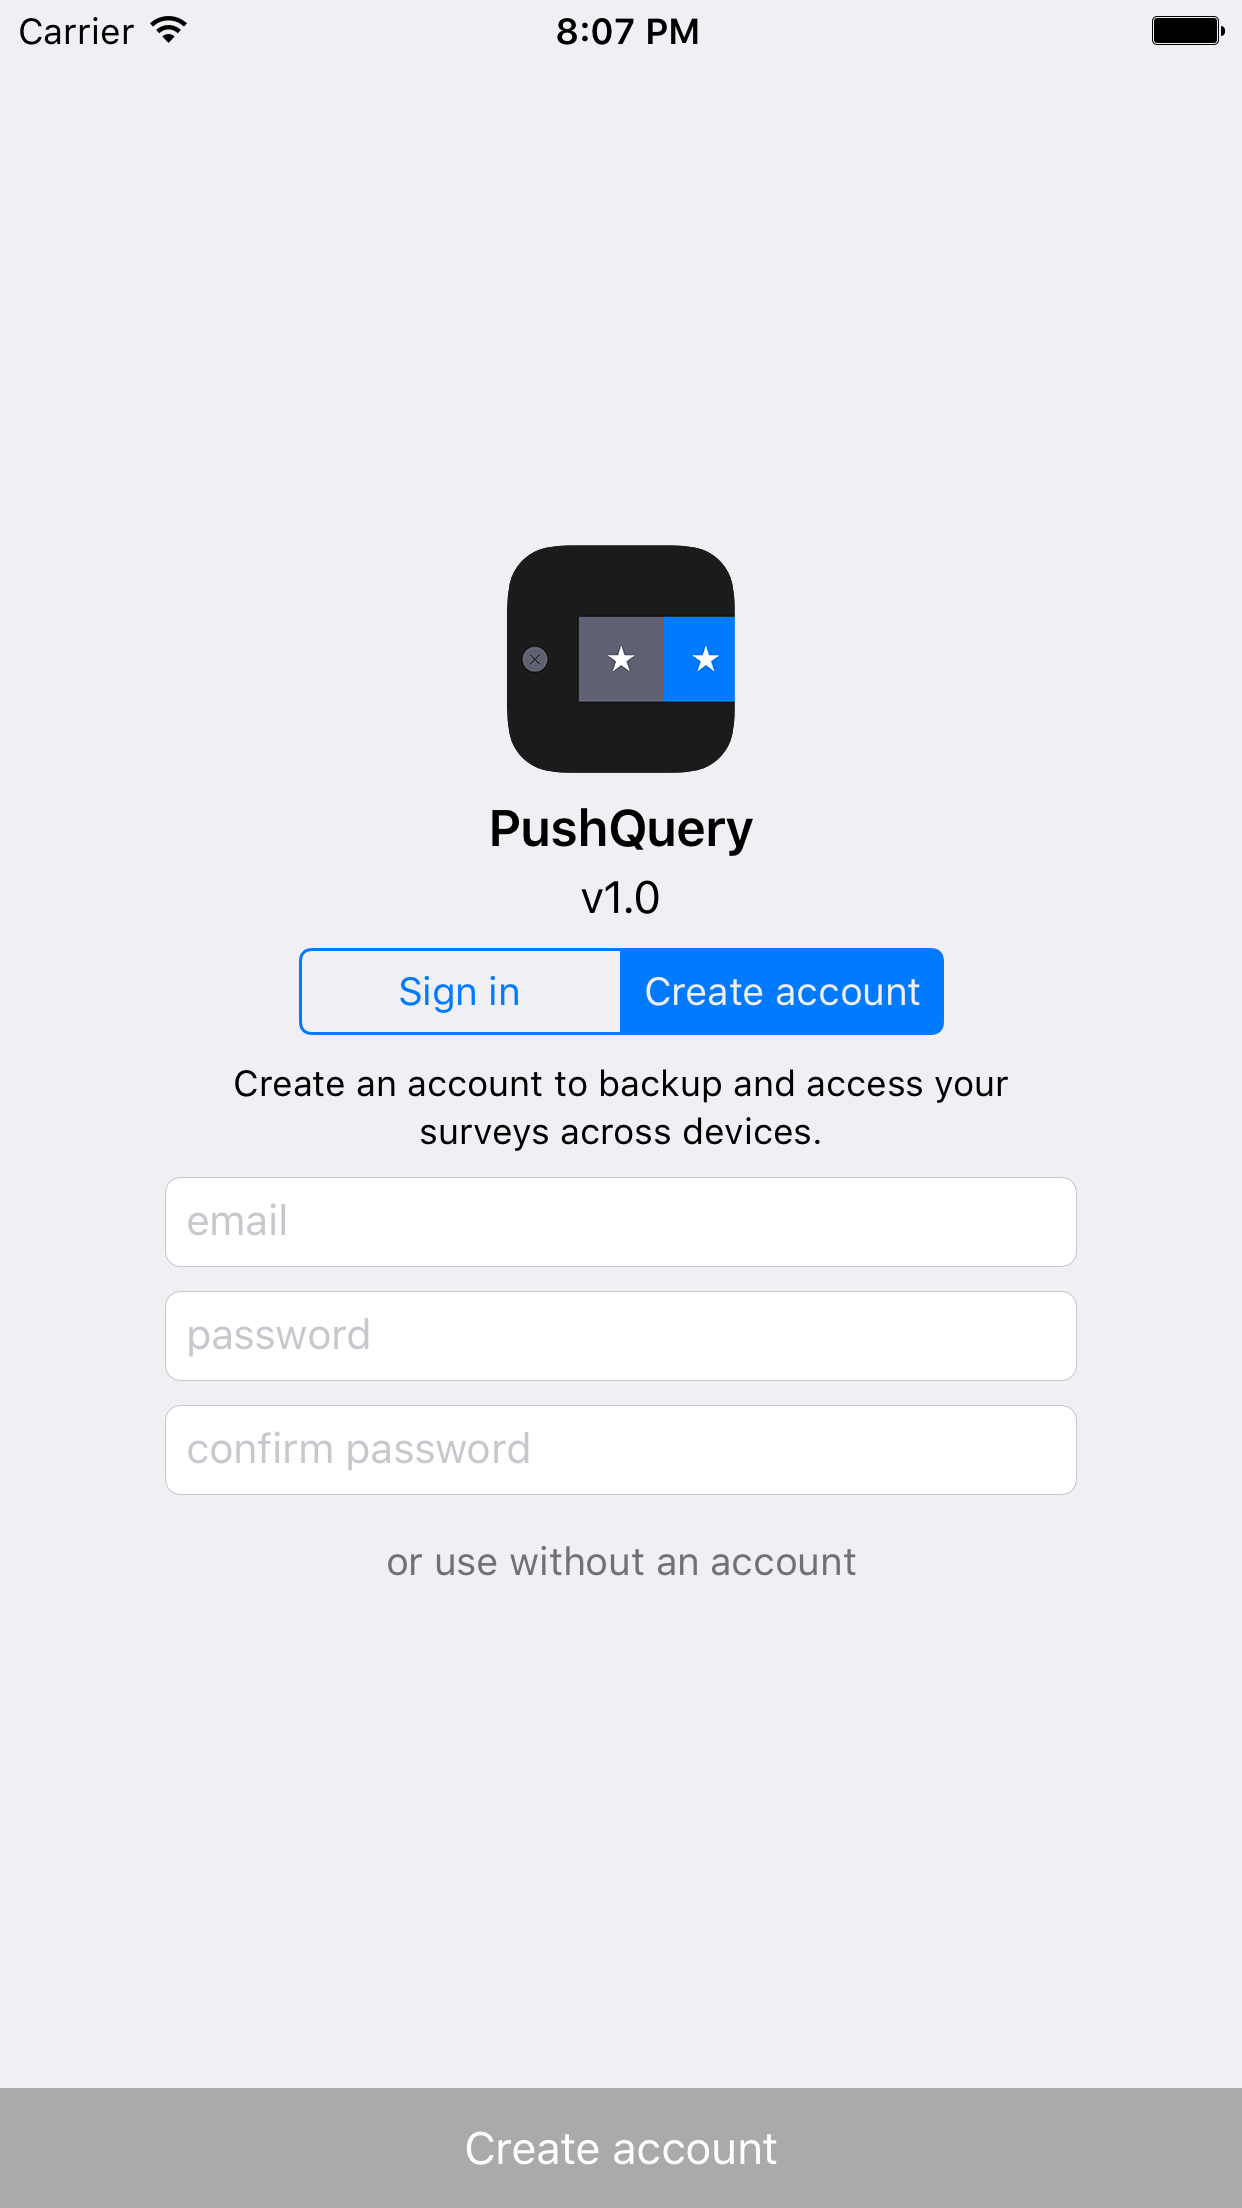 Carrier 8:07 PM
PushQuery
v1.0
Sign in Create account
Create an account to backup and access your
surveys across devices.
email
password
confirm password
or use without an account
Create account